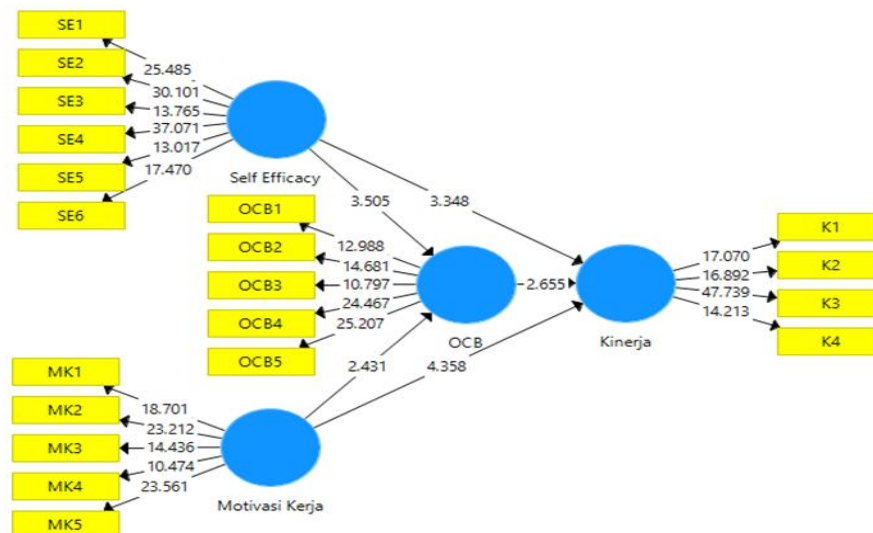 SE1
SE2
SE3
SE4
SE5
SE6
25.485
30.101
13.765
37.071
13.017
17.470
Self Efficacy
3.505
3.348
OCB1
OCB2
OCB3
OCB4
OCB5
12.988
14.681
10.797
24.467
25.207
OCB
2.655
Kinerja
17.070
16.892
47.739
14.213
K1
K2
K3
K4
2.431
4.358
MK1
MK2
MK3
MK4
MK5
18.701
23.212
14.436
10.474
23.561
Motivasi Kerja